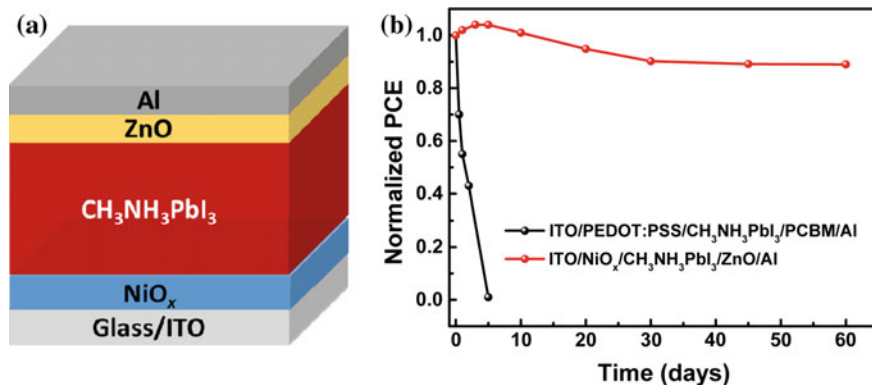 (a)
Al
ZnO
CH₃NH₃PbI₃
NiOₓ
Glass/ITO
(b)
Normalized PCE
1.0
0.8
0.6
0.4
0.2
0.0
ITO/PEDOT:PSS/CH₃NH₃PbI₃/PCBM/Al
ITO/NiOₓ/CH₃NH₃PbI₃/ZnO/Al
0 10 20 30 40 50 60
Time (days)